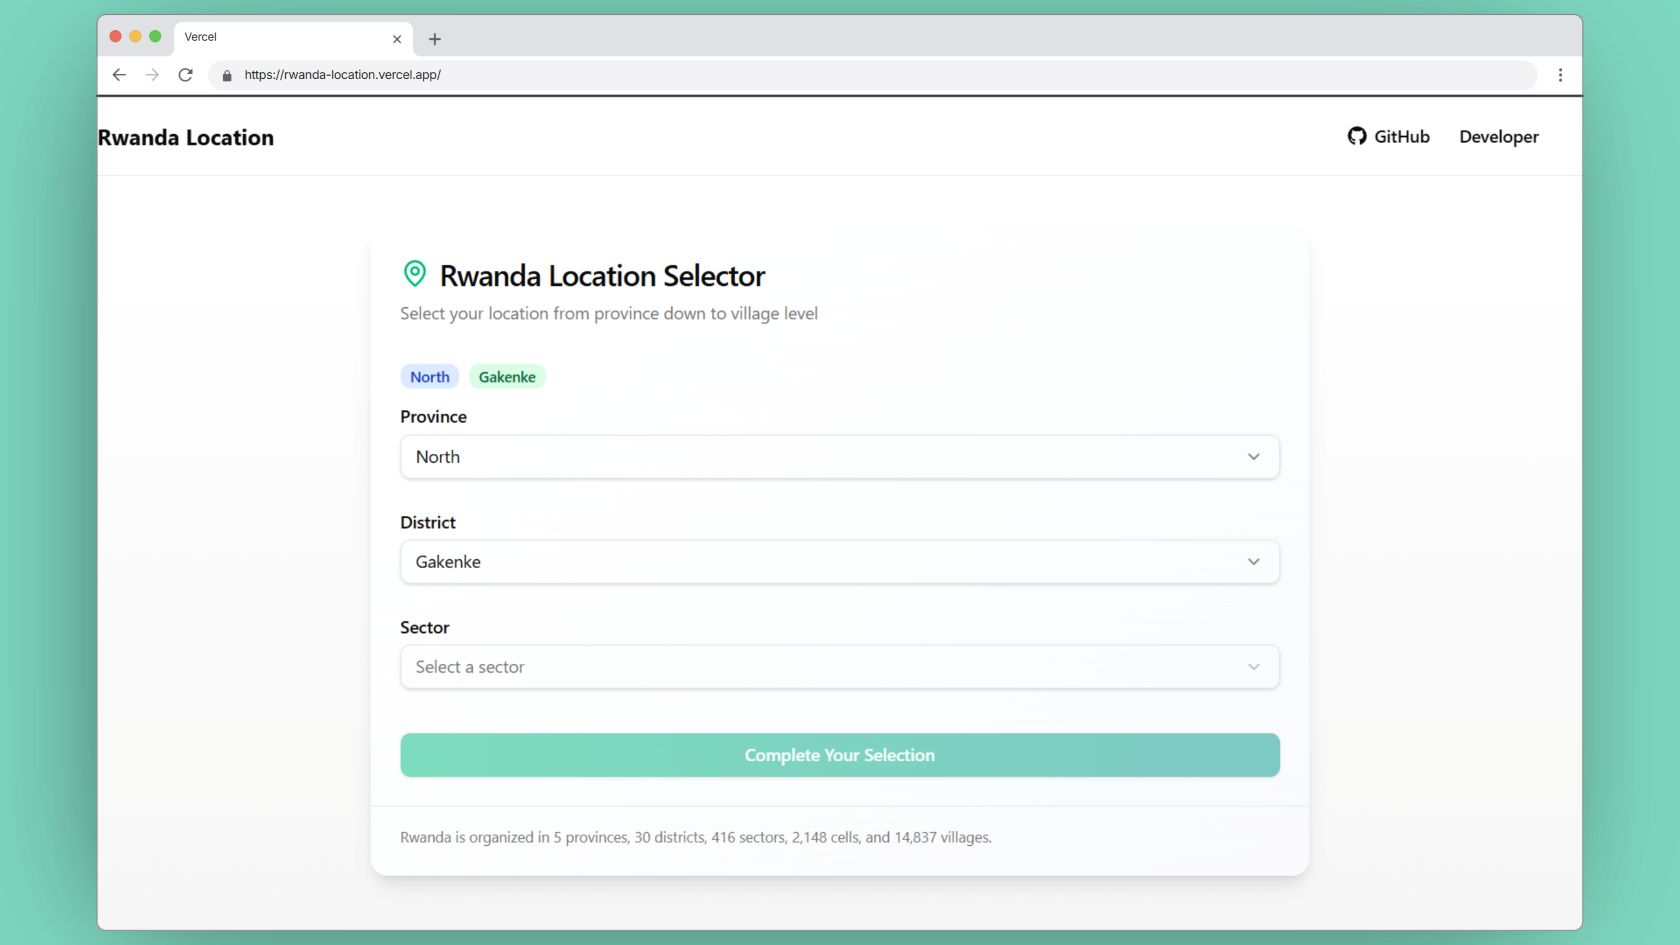 Vercel
https://rwanda-location.vercel.app/
Rwanda Location
GitHub
Developer
Rwanda Location Selector
Select your location from province down to village level
North
Gakenke
Province
North
District
Gakenke
Sector
Select a sector
Complete Your Selection
Rwanda is organized in 5 provinces, 30 districts, 416 sectors, 2,148 cells, and 14,837 villages.